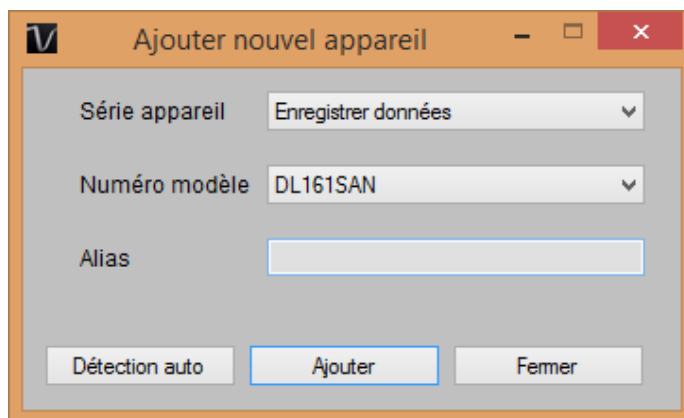 Ajouter nouvel appareil
Série appareil Enregistrer données
Numéro modèle DL161SAN
Alias
Détection auto Ajouter Fermer